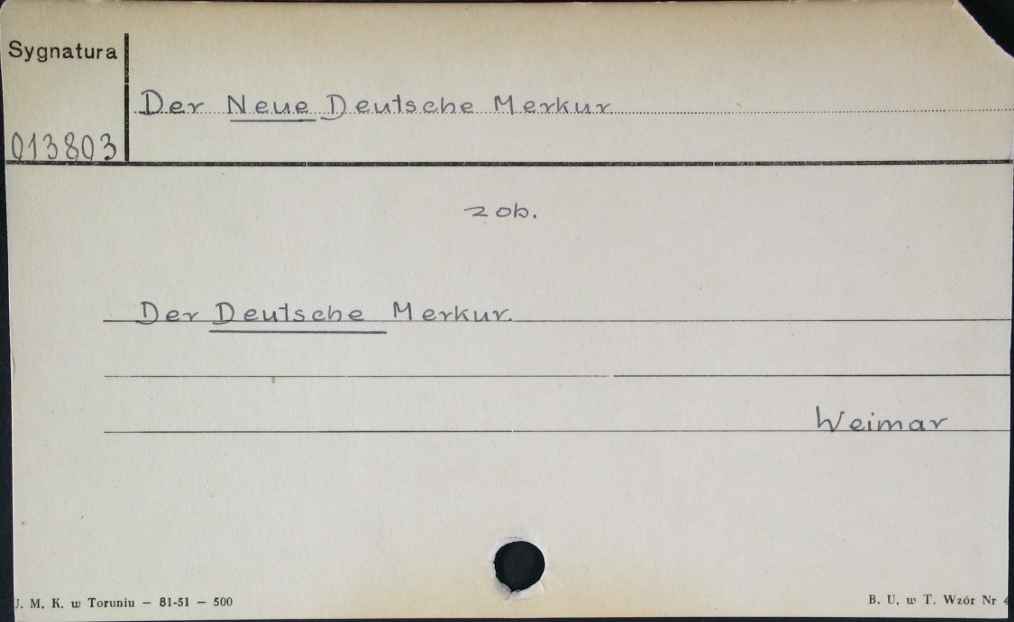 Sygnatura
Der Neue Deutsche Merkur
013803
zob.
Der Deutsche Merkur.
Weimar
J. M. K. w Toruniu — 81-51 — 500
B. U. w T. Wzór Nr 4